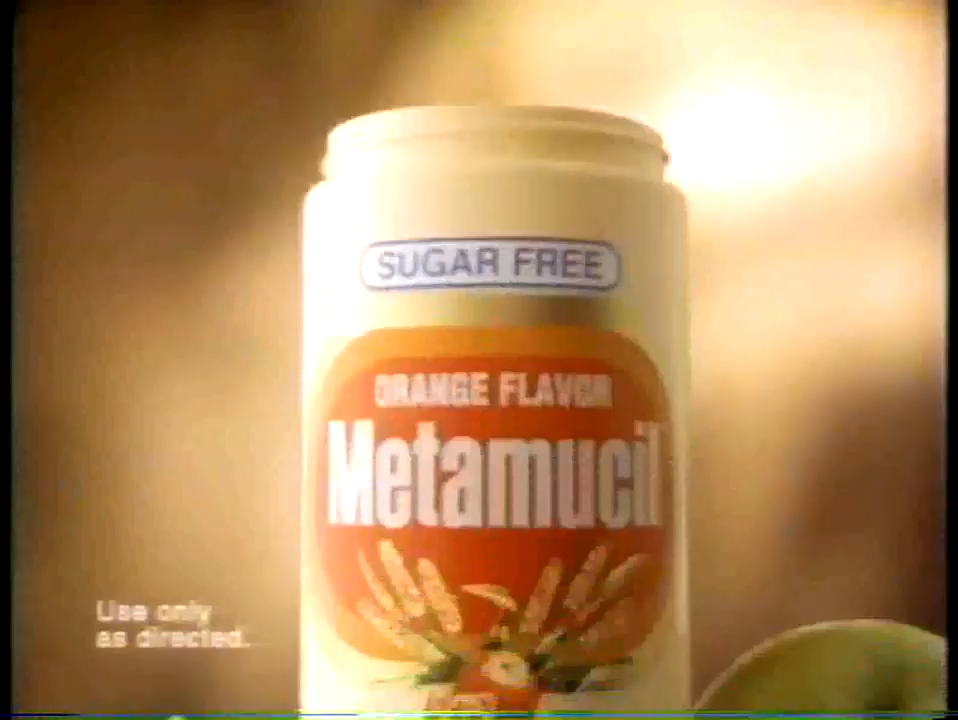 SUGAR FREE
ORANGE FLAVOR
Metamucil
Use only
as directed.